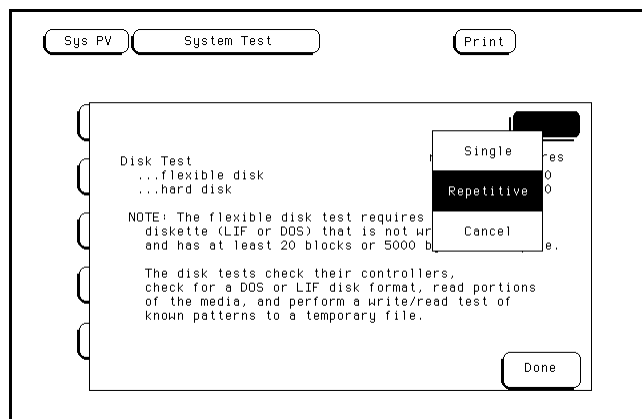 Sys PV System Test Print
Single
Disk Test res
...flexible disk 0
...hard disk 0
Repetitive
NOTE: The flexible disk test requires
diskette (LIF or DOS) that is not
and has at least 20 blocks or 5000 e.
Cancel
The disk tests check their controllers,
check for a DOS or LIF disk format, read portions
of the media, and perform a write/read test of
known patterns to a temporary file.
Done